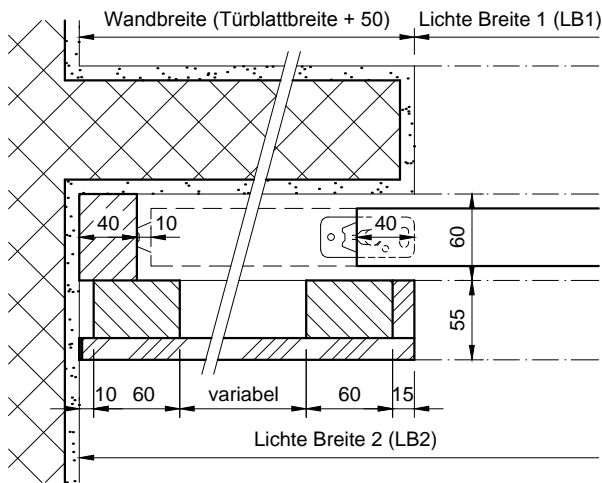 Wandbreite (Türblattbreite + 50)
Lichte Breite 1 (LB1)
40
10
40
60
55
10
60
variabel
60
15
Lichte Breite 2 (LB2)